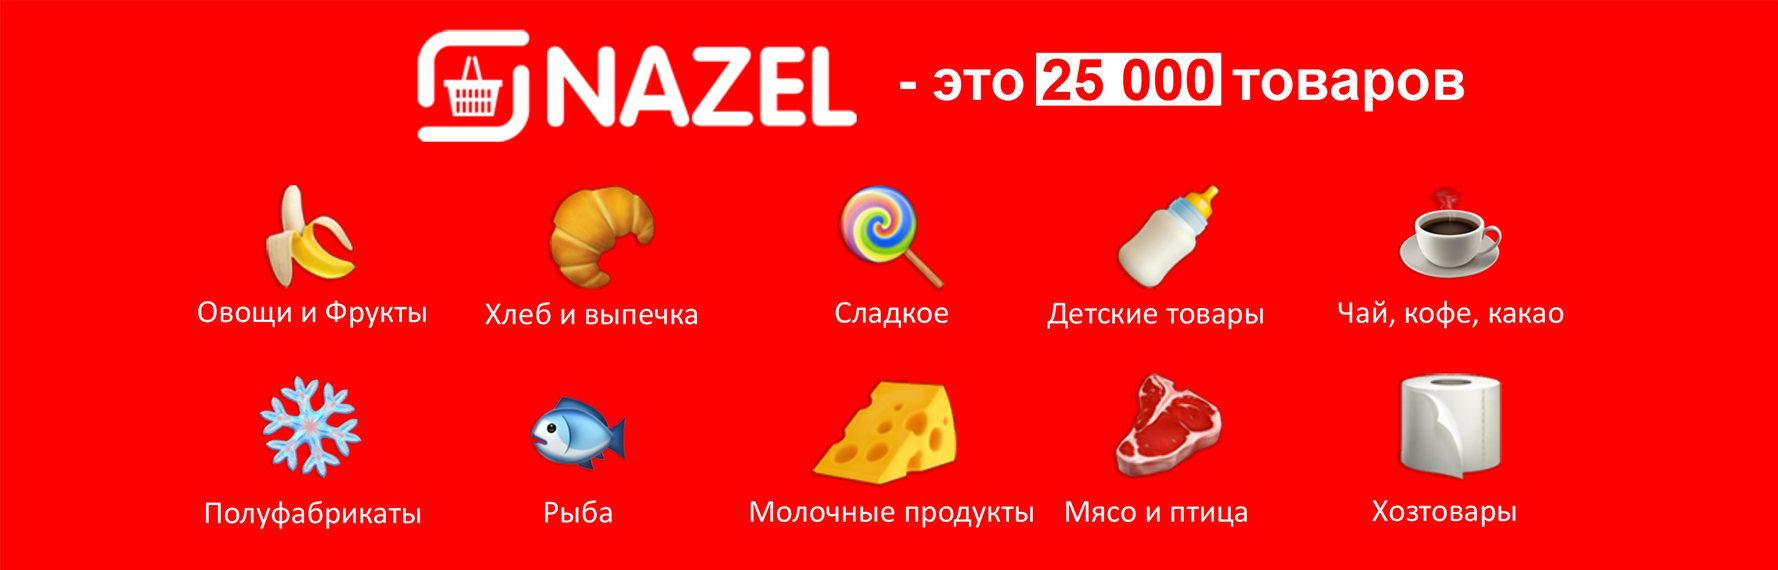 NAZEL - это 25 000 товаров
Овощи и Фрукты
Хлеб и выпечка
Сладкое
Детские товары
Чай, кофе, какао
Полуфабрикаты
Рыба
Молочные продукты
Мясо и птица
Хозтовары